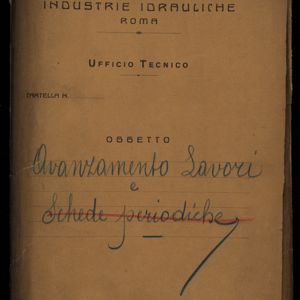 INDUSTRIE IDRAULICHE
ROMA
UFFICIO TECNICO
CARTELLA N.
OGGETTO
Avanzamento Lavori
e
Schede periodiche